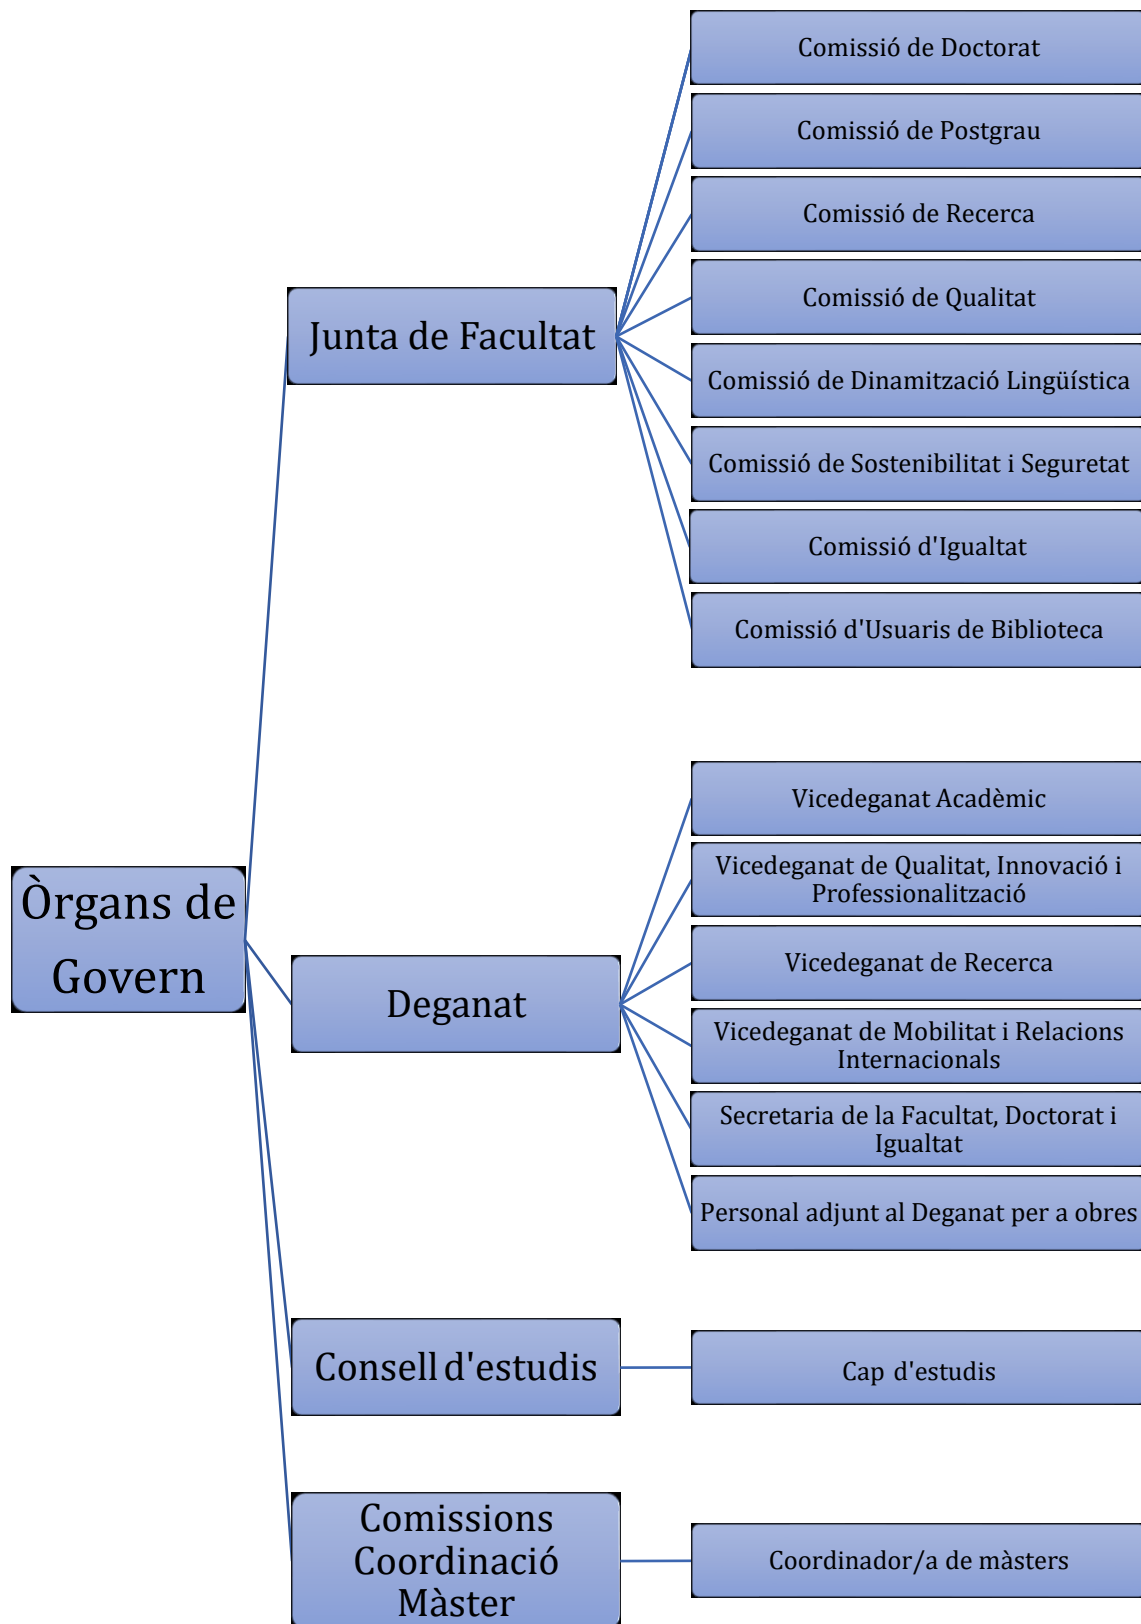 Òrgans de
Govern
Junta de Facultat
Comissió de Doctorat
Comissió de Postgrau
Comissió de Recerca
Comissió de Qualitat
Comissió de Dinamització Lingüística
Comissió de Sostenibilitat i Seguretat
Comissió d'Igualtat
Comissió d'Usuaris de Biblioteca
Deganat
Vicedeganat Acadèmic
Vicedeganat de Qualitat, Innovació i
Professionalització
Vicedeganat de Recerca
Vicedeganat de Mobilitat i Relacions
Internacionals
Secretaria de la Facultat, Doctorat i
Igualtat
Personal adjunt al Deganat per a obres
Consell d'estudis
Cap d'estudis
Comissions
Coordinació
Màster
Coordinador/a de màsters